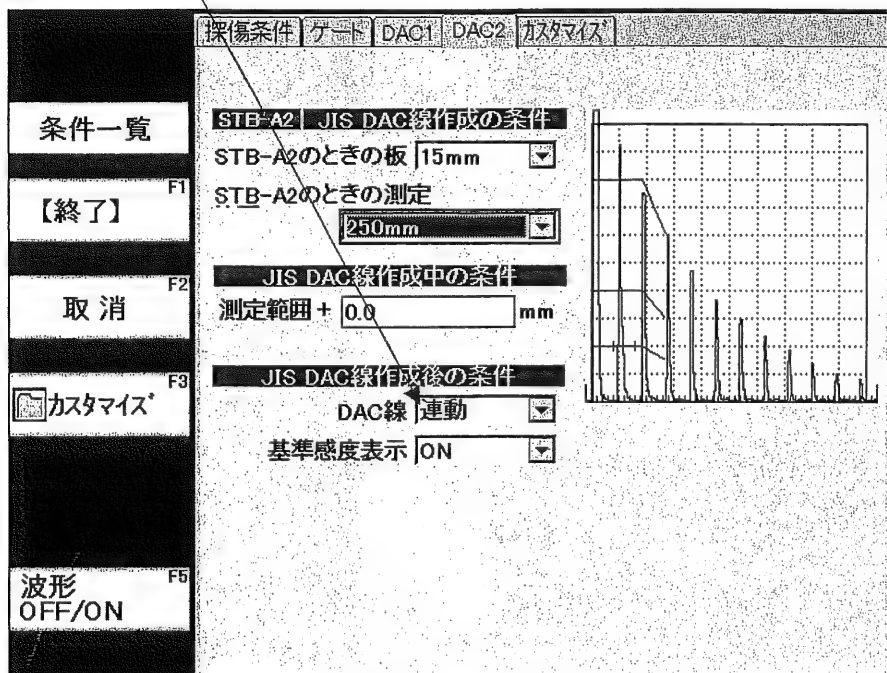 探傷条件 ゲート DAC1 DAC2 カスタマイズ
条件一覧
F1
【終了】
F2
取 消
F3
カスタマイズ
F5
波形
OFF/ON
STB-A2 JIS DAC線作成の条件
STB-A2のときの板 15mm
STB-A2のときの測定
250mm
JIS DAC線作成中の条件
測定範囲 + 0.0 mm
JIS DAC線作成後の条件
DAC線 連動
基準感度表示 ON